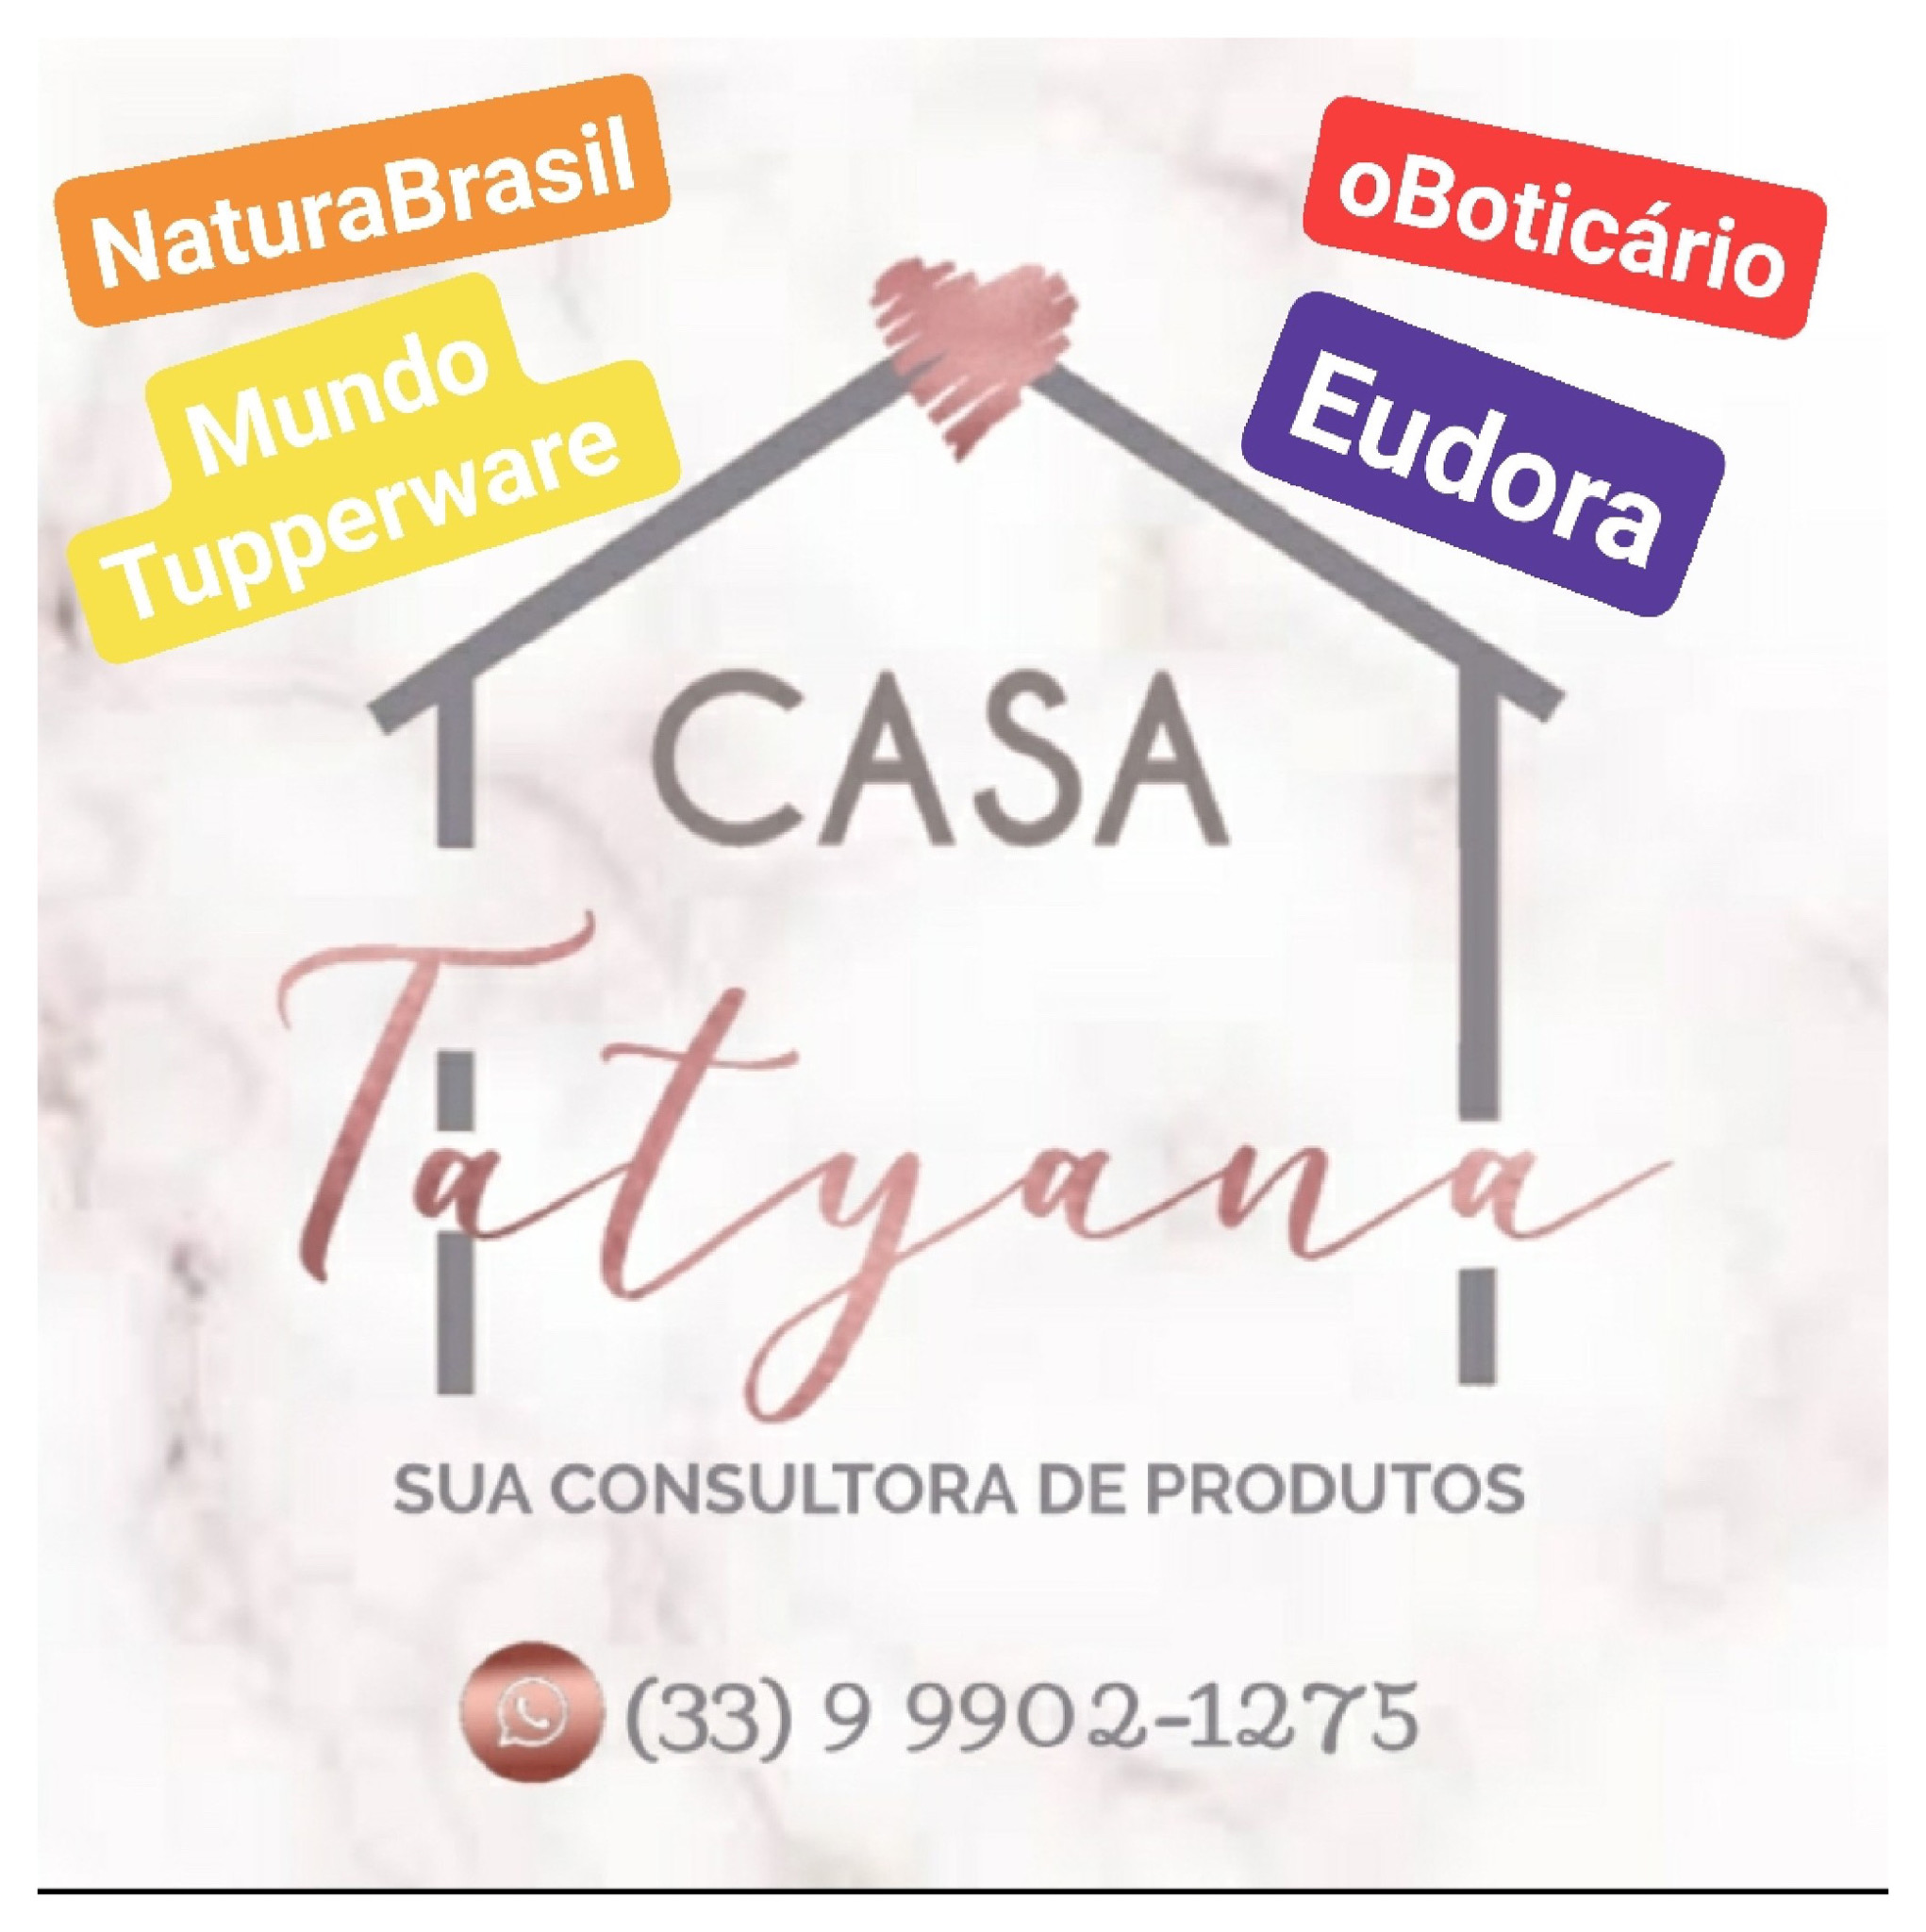 NaturaBrasil
Mundo
Tupperware
oBoticário
Eudora
CASA
Tatyana
SUA CONSULTORA DE PRODUTOS
(33) 9 9902-1275